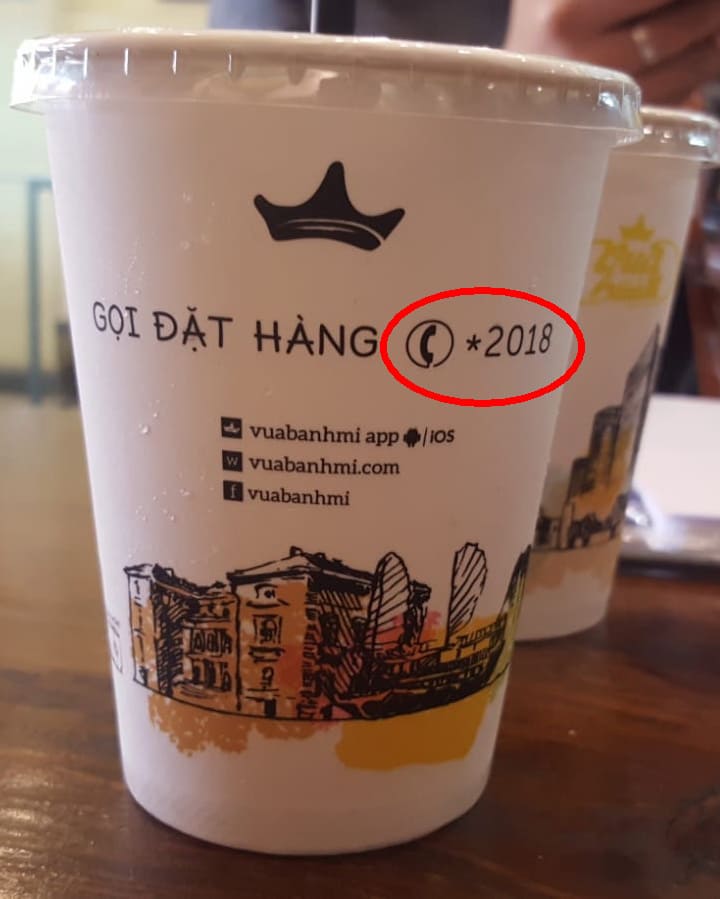 GỌI ĐẶT HÀNG *2018
vuabanhmi app | iOS
w vuabanhmi.com
f vuabanhmi